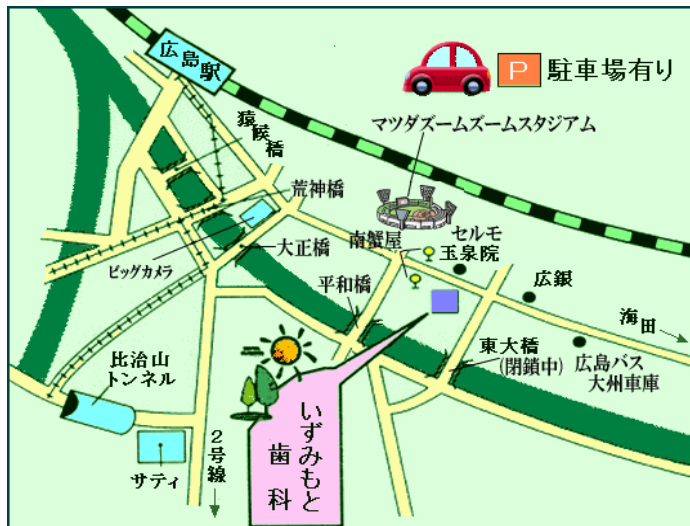 広島駅
P 駐車場有り
マツダズームズームスタジアム
猿候橋
荒神橋
ビッグカメラ
大正橋
南蟹屋
セルモ
玉泉院
広銀
平和橋
海田
東大橋
(閉鎖中)
広島バス
大州車庫
比治山
トンネル
サティ
2号線
いずみもと
歯科